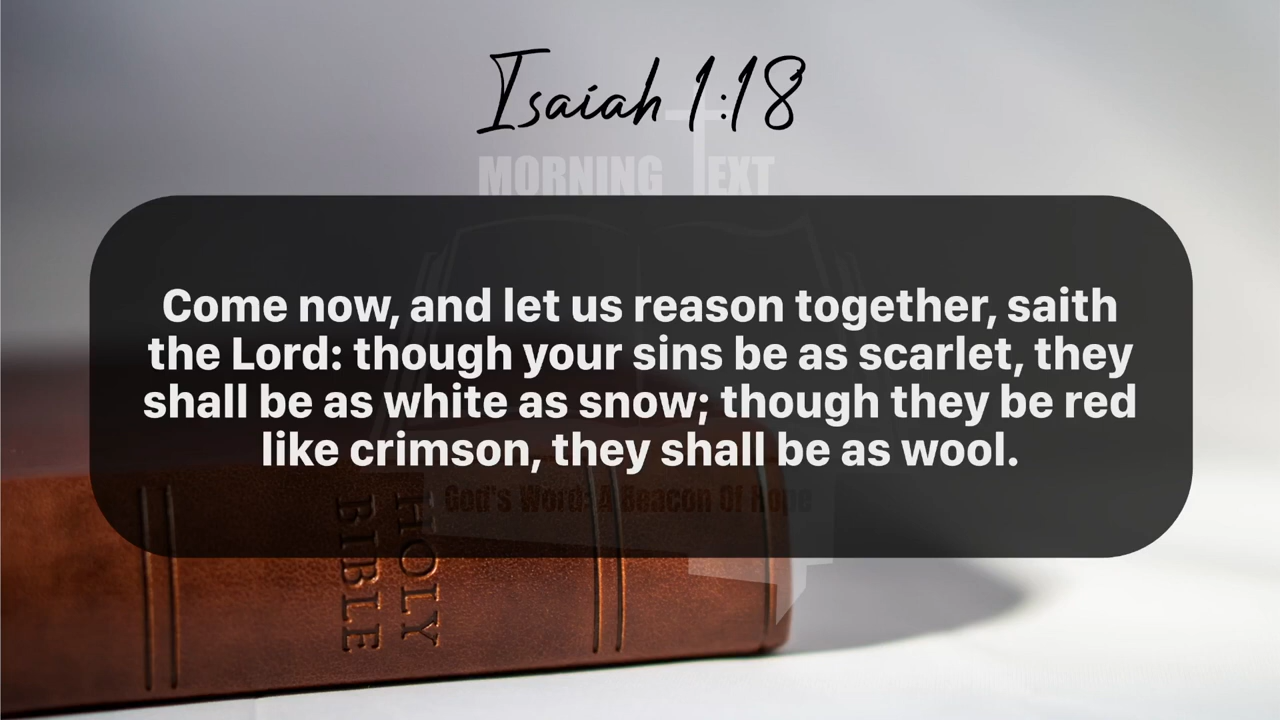 Isaiah 1:18
MORNING TEXT
Come now, and let us reason together, saith
the Lord: though your sins be as scarlet, they
shall be as white as snow; though they be red
like crimson, they shall be as wool.
God's Word: A Beacon Of Hope
HOLY
BIBLE